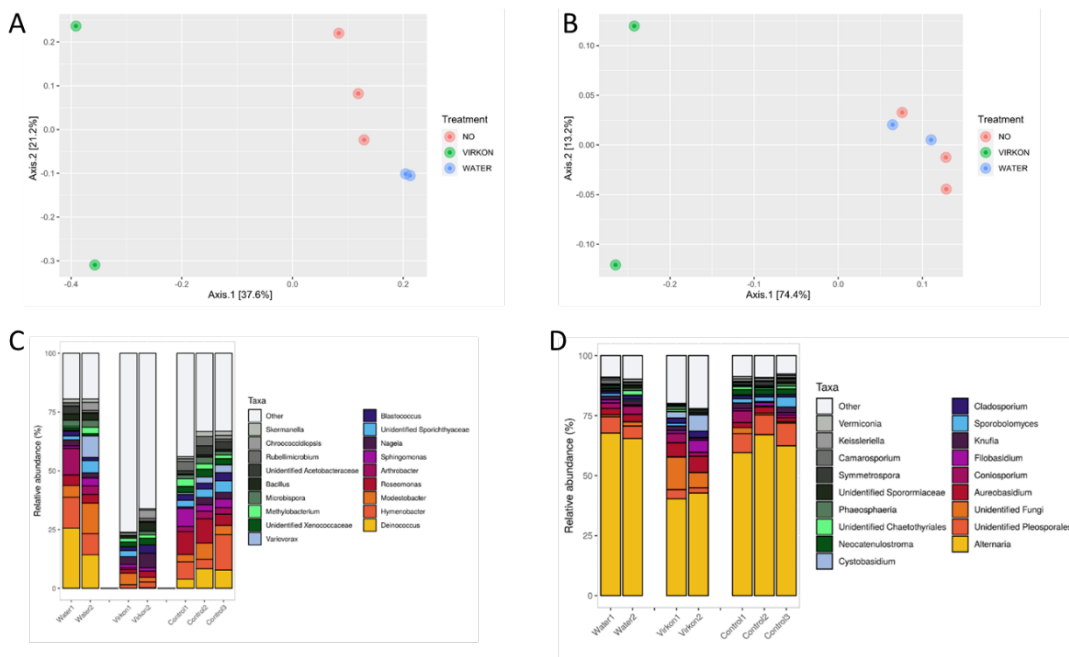 A
0.2
0.1
0.0
-0.1
-0.2
-0.3
Axis.2 [21.2%]
-0.4
-0.2
0.0
0.2
Axis.1 [37.6%]
Treatment
NO
VIRKON
WATER
B
0.10
0.05
0.00
-0.05
-0.10
Axis.2 [13.2%]
-0.2
-0.1
0.0
0.1
Axis.1 [74.4%]
Treatment
NO
VIRKON
WATER
C
100
75
50
25
0
Relative abundance (%)
Water1
Water2
Virkon1
Virkon2
Control1
Control2
Control3
Taxa
Other
Skermanella
Chroococcidiopsis
Rubellimicrobium
Unidentified Acetobacteraceae
Bacillus
Microbispora
Methylobacterium
Unidentified Xenococcaceae
Variovorax
Blastococcus
Unidentified Sporichthyaceae
Nagela
Sphingomonas
Arthrobacter
Roseomonas
Modestobacter
Hymenobacter
Deinococcus
D
100
75
50
25
0
Relative abundance (%)
Water1
Water2
Virkon1
Virkon2
Control1
Control2
Control3
Taxa
Other
Vermiconia
Keissleriella
Camarosporium
Symmetrospora
Unidentified Sporormiaceae
Phaeosphaeria
Unidentified Chaetothyriales
Neocatenulostroma
Cystobasidium
Cladosporium
Sporobolomyces
Knufia
Filobasidium
Coniosporium
Aureobasidium
Unidentified Fungi
Unidentified Pleosporales
Alternaria